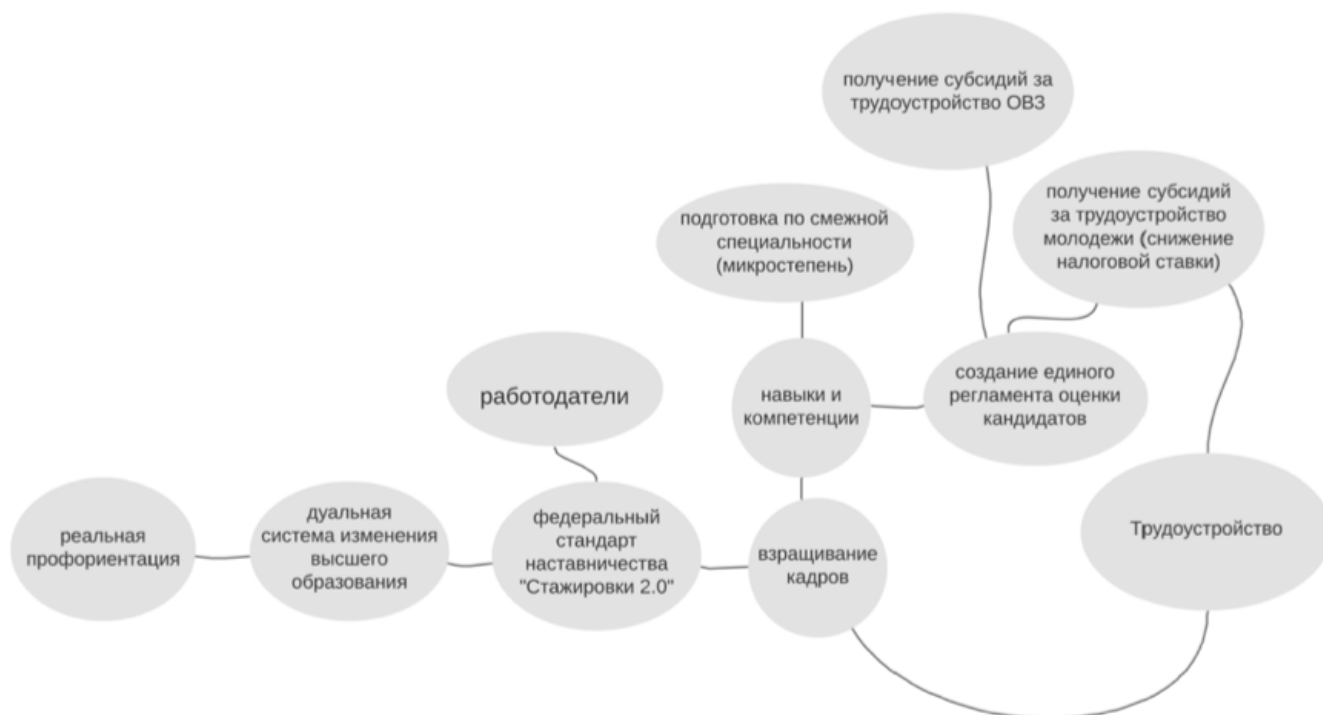 получение субсидий за
трудоустройство ОВЗ
получение субсидий
за трудоустройство
молодежи (снижение
налоговой ставки)
подготовка по смежной
специальности
(микростепень)
работодатели
навыки и
компетенции
создание единого
регламента оценки
кандидатов
реальная
профориентация
дуальная
система изменения
высшего
образования
федеральный
стандарт
наставничества
"Стажировки 2.0"
взращивание
кадров
Трудоустройство